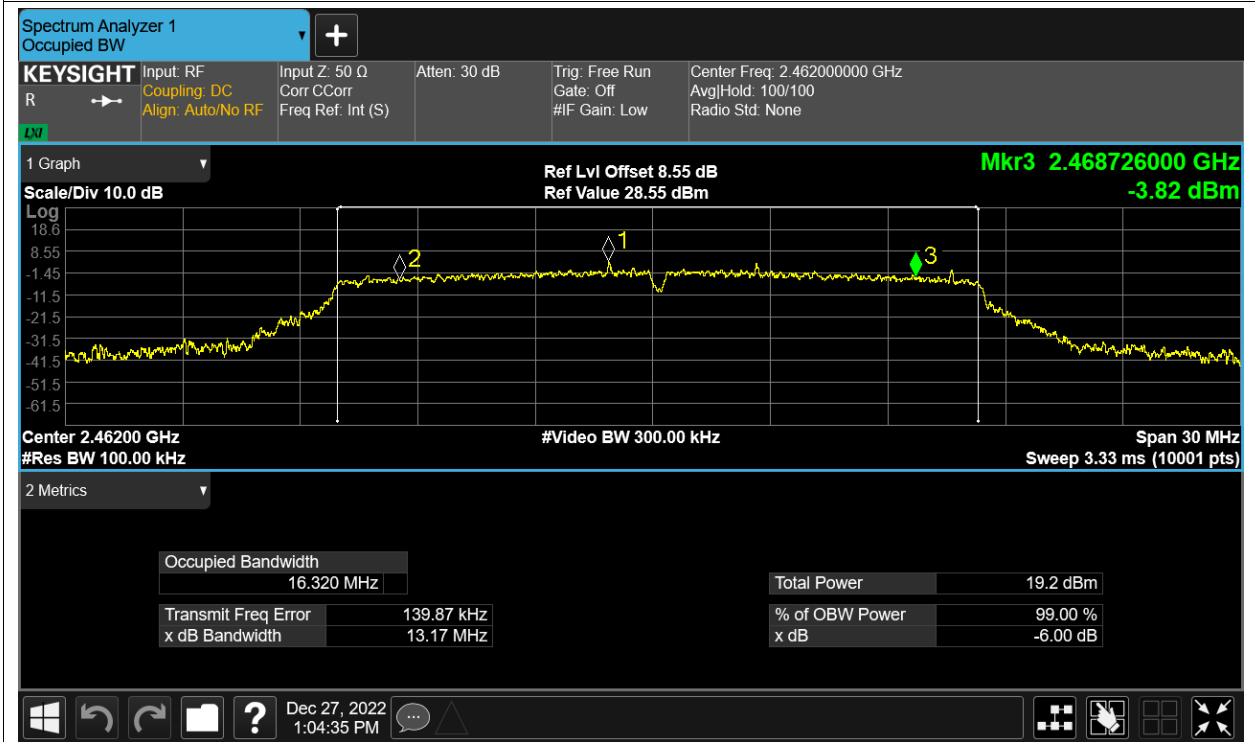 Spectrum Analyzer 1
Occupied BW
KEYSIGHT
R
LXI
Input: RF
Coupling: DC
Align: Auto/No RF
Input Z: 50 Ω
Corr CCorr
Freq Ref: Int (S)
Atten: 30 dB
Trig: Free Run
Gate: Off
#IF Gain: Low
Center Freq: 2.462000000 GHz
Avg|Hold: 100/100
Radio Std: None
1 Graph
Scale/Div 10.0 dB
Ref Lvl Offset 8.55 dB
Ref Value 28.55 dBm
Mkr3 2.468726000 GHz
-3.82 dBm
Log
18.6
8.55
-1.45
-11.5
-21.5
-31.5
-41.5
-51.5
-61.5
2
1
3
Center 2.46200 GHz
#Res BW 100.00 kHz
#Video BW 300.00 kHz
Span 30 MHz
Sweep 3.33 ms (10001 pts)
2 Metrics
Occupied Bandwidth
16.320 MHz
Transmit Freq Error 139.87 kHz
x dB Bandwidth 13.17 MHz
Total Power 19.2 dBm
% of OBW Power 99.00 %
x dB -6.00 dB
?
Dec 27, 2022
1:04:35 PM